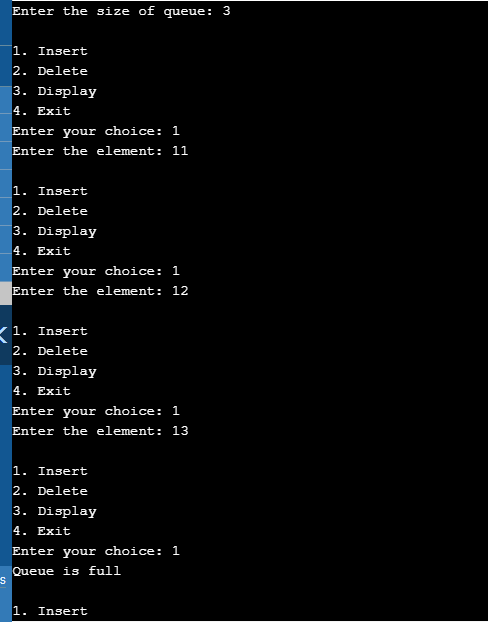 Enter the size of queue: 3
1. Insert
2. Delete
3. Display
4. Exit
Enter your choice: 1
Enter the element: 11
1. Insert
2. Delete
3. Display
4. Exit
Enter your choice: 1
Enter the element: 12
1. Insert
2. Delete
3. Display
4. Exit
Enter your choice: 1
Enter the element: 13
1. Insert
2. Delete
3. Display
4. Exit
Enter your choice: 1
s
Queue is full
1. Insert